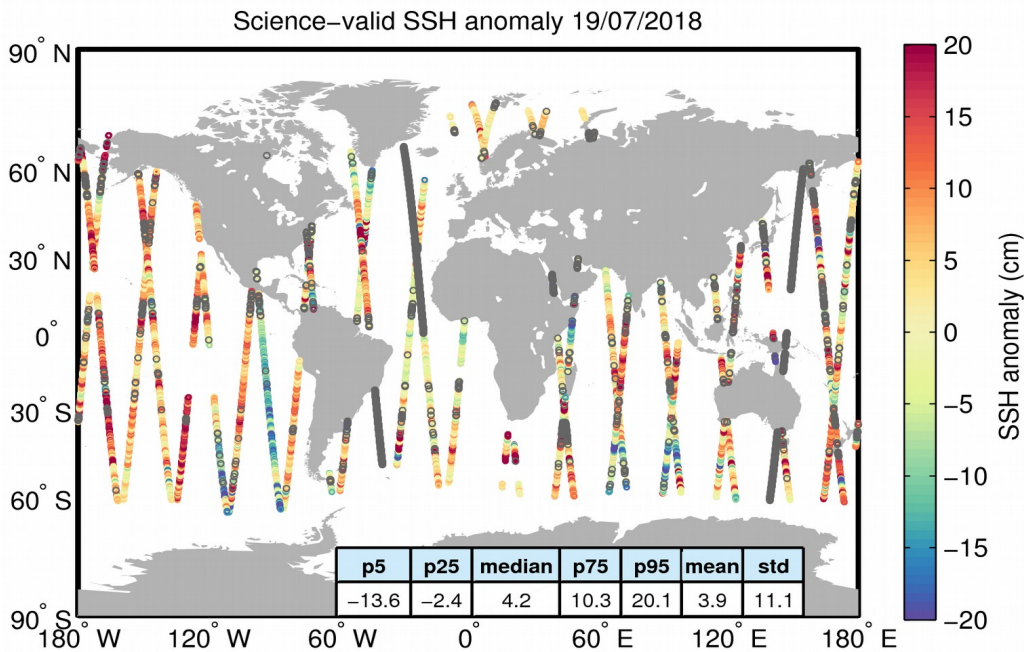 Science−valid SSH anomaly 19/07/2018
90° N
60° N
30° N
0°
30° S
60° S
90° S
180° W 120° W 60° W 0° 60° E 120° E 180° E
p5 p25 median p75 p95 mean std
−13.6 −2.4 4.2 10.3 20.1 3.9 11.1
20
15
10
5
0
−5
−10
−15
−20
SSH anomaly (cm)